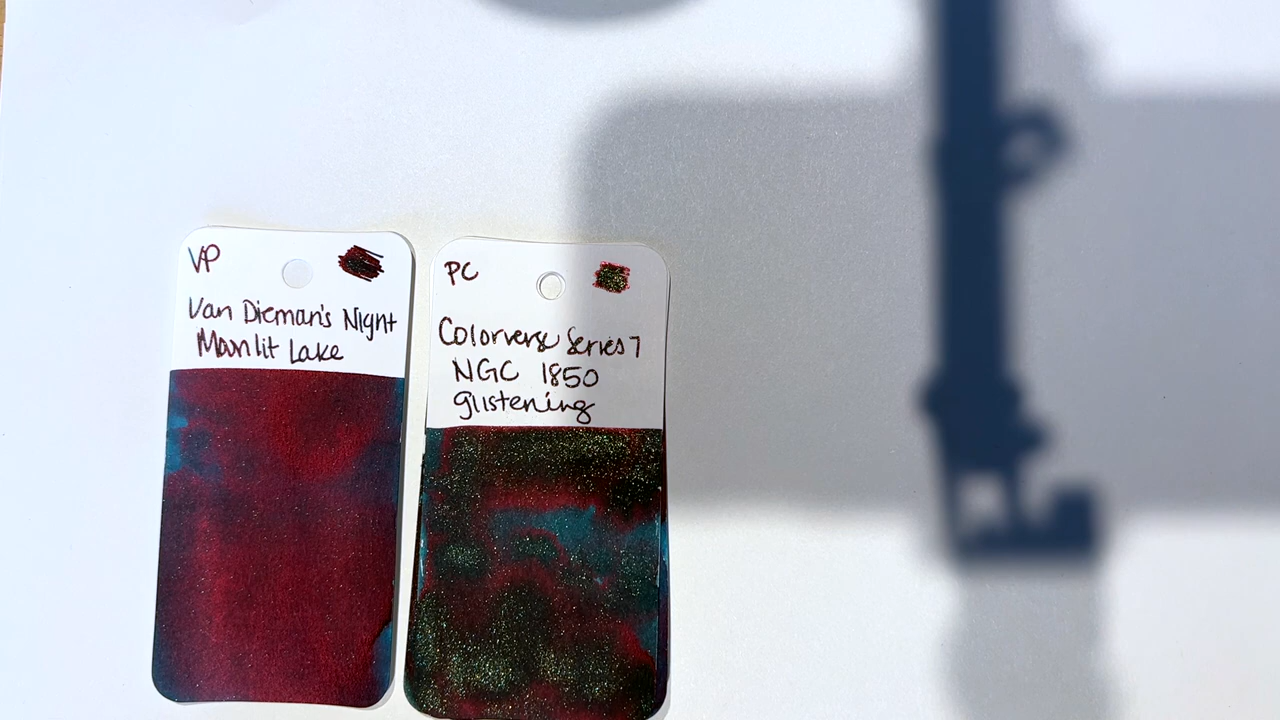 VP
Van Dieman's Night
Moonlit Lake
PC
Colorverse Series 7
NGC 1850
glistening